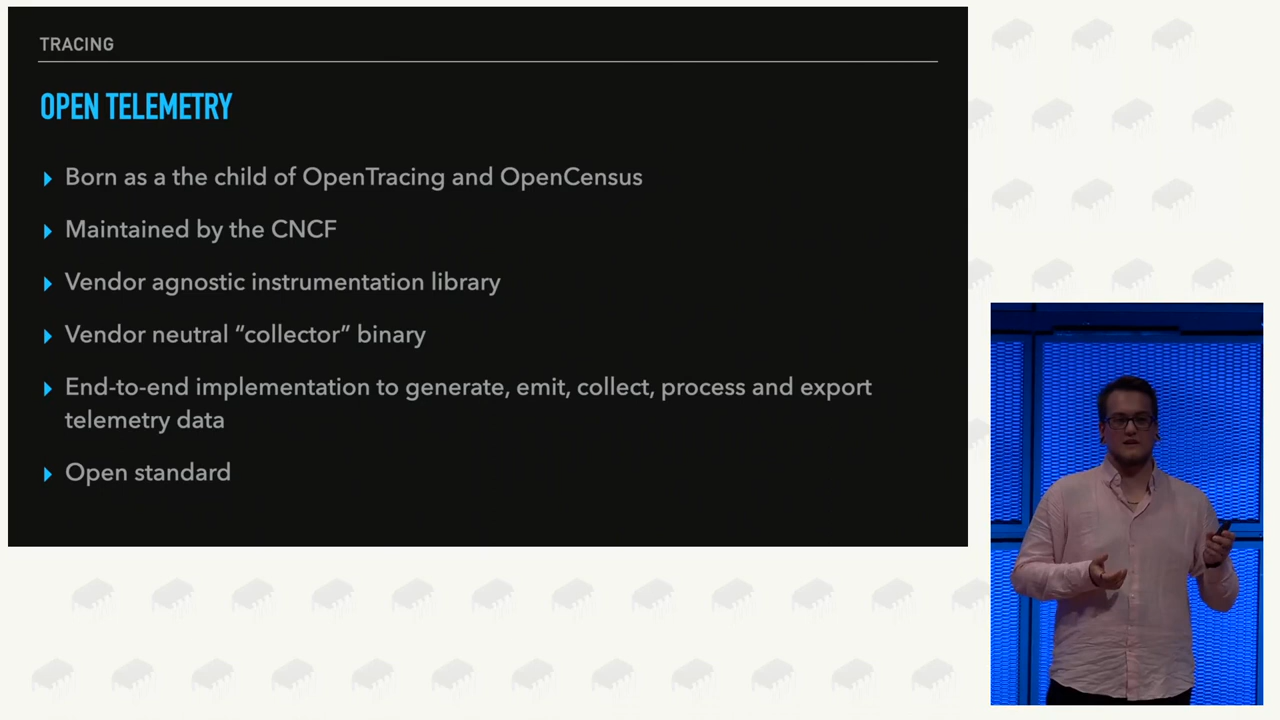 TRACING
OPEN TELEMETRY
Born as a the child of OpenTracing and OpenCensus
Maintained by the CNCF
Vendor agnostic instrumentation library
Vendor neutral “collector” binary
End-to-end implementation to generate, emit, collect, process and export
telemetry data
Open standard